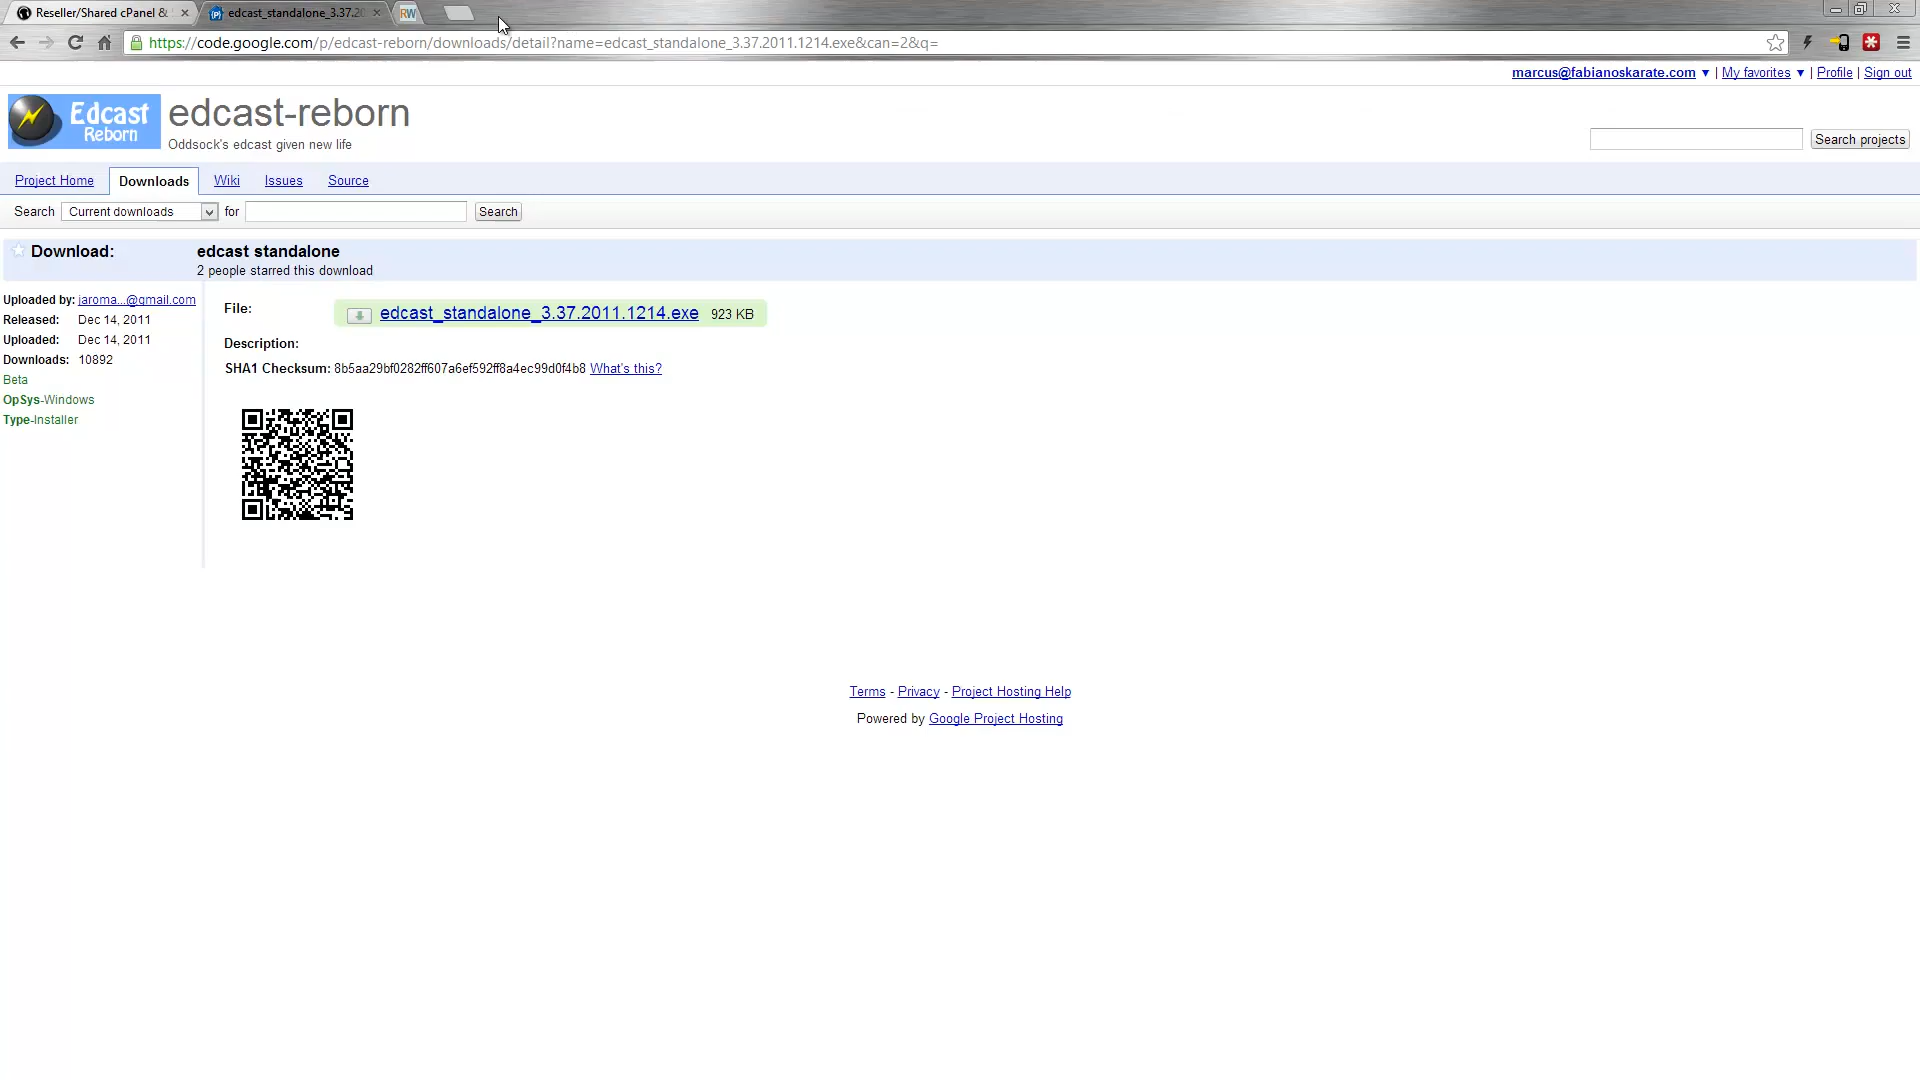 Reseller/Shared cPanel &
edcast_standalone_3.37.20
RW
https://code.google.com/p/edcast-reborn/downloads/detail?name=edcast_standalone_3.37.2011.1214.exe&can=2&q=
marcus@fabianoskarate.com ▼ | My favorites ▼ | Profile | Sign out
Edcast
Reborn
edcast-reborn
Oddsock's edcast given new life
Search projects
Project Home Downloads Wiki Issues Source
Search Current downloads for Search
Download: edcast standalone
2 people starred this download
Uploaded by: jaroma...@gmail.com
Released: Dec 14, 2011
Uploaded: Dec 14, 2011
Downloads: 10892
Beta
OpSys-Windows
Type-Installer
File: edcast_standalone_3.37.2011.1214.exe 923 KB
Description:
SHA1 Checksum: 8b5aa29bf0282ff607a6ef592ff8a4ec99d0f4b8 What's this?
Terms - Privacy - Project Hosting Help
Powered by Google Project Hosting